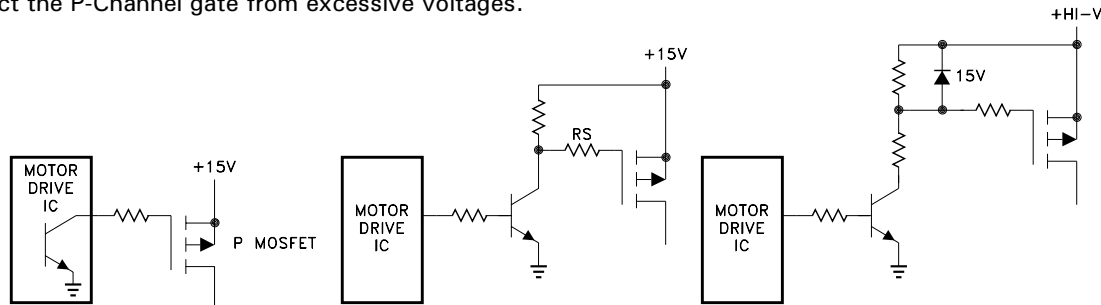 ct the P-Channel gate from excessive voltages.
+HI-V
+15V
15V
RS
MOTOR
DRIVE
IC
+15V
P MOSFET
MOTOR
DRIVE
IC
MOTOR
DRIVE
IC